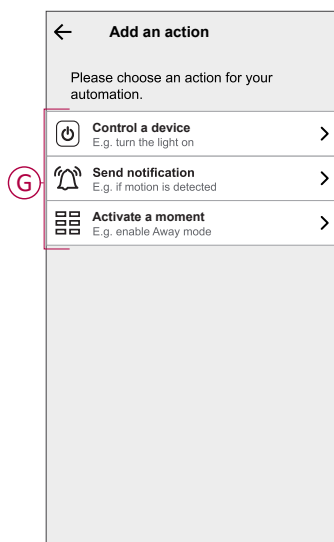 Add an action
Please choose an action for your
automation.
Control a device
E.g. turn the light on
G
Send notification
E.g. if motion is detected
Activate a moment
E.g. enable Away mode